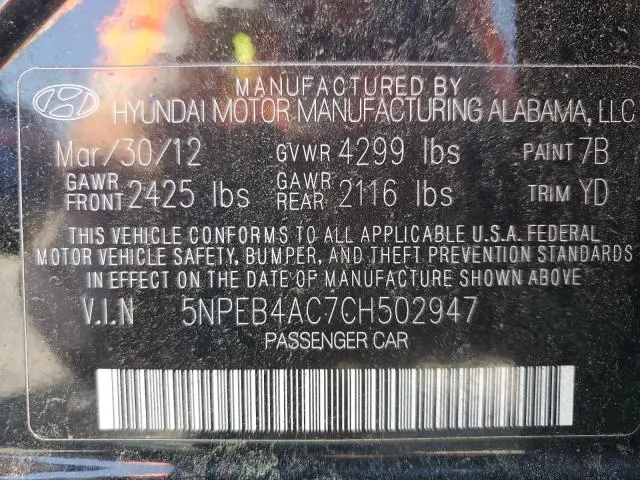 MANUFACTURED BY
HYUNDAI MOTOR MANUFACTURING ALABAMA, LLC
Mar/30/12 GVWR 4299 lbs PAINT 7B
GAWR FRONT 2425 lbs GAWR REAR 2116 lbs TRIM YD
THIS VEHICLE CONFORMS TO ALL APPLICABLE U.S.A. FEDERAL
MOTOR VEHICLE SAFETY, BUMPER, AND THEFT PREVENTION STANDARDS
IN EFFECT ON THE DATE OF MANUFACTURE SHOWN ABOVE
V.I.N 5NPEB4AC7CH502947
PASSENGER CAR